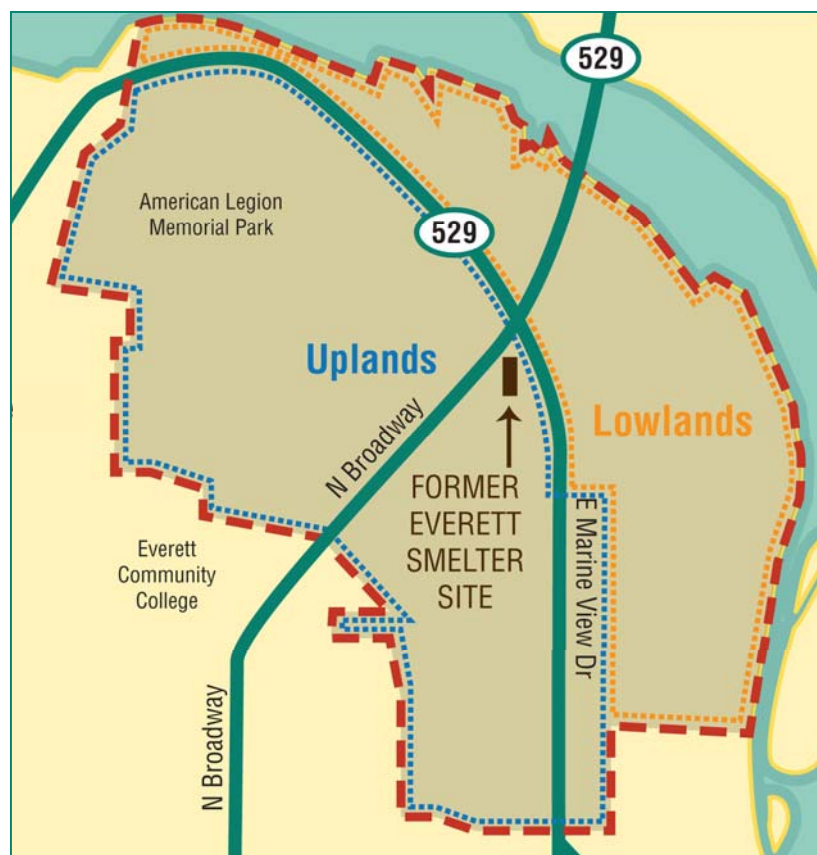 529
American Legion
Memorial Park
529
Uplands
Lowlands
N Broadway
FORMER
EVERETT
SMELTER
SITE
E Marine View Dr
Everett
Community
College
N Broadway